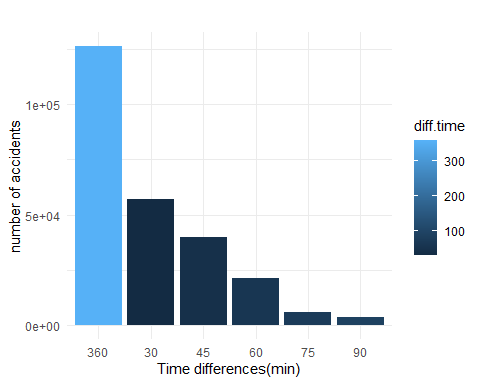 number of accidents
1e+05
5e+04
0e+00
360 30 45 60 75 90
Time differences(min)
diff.time
300
200
100